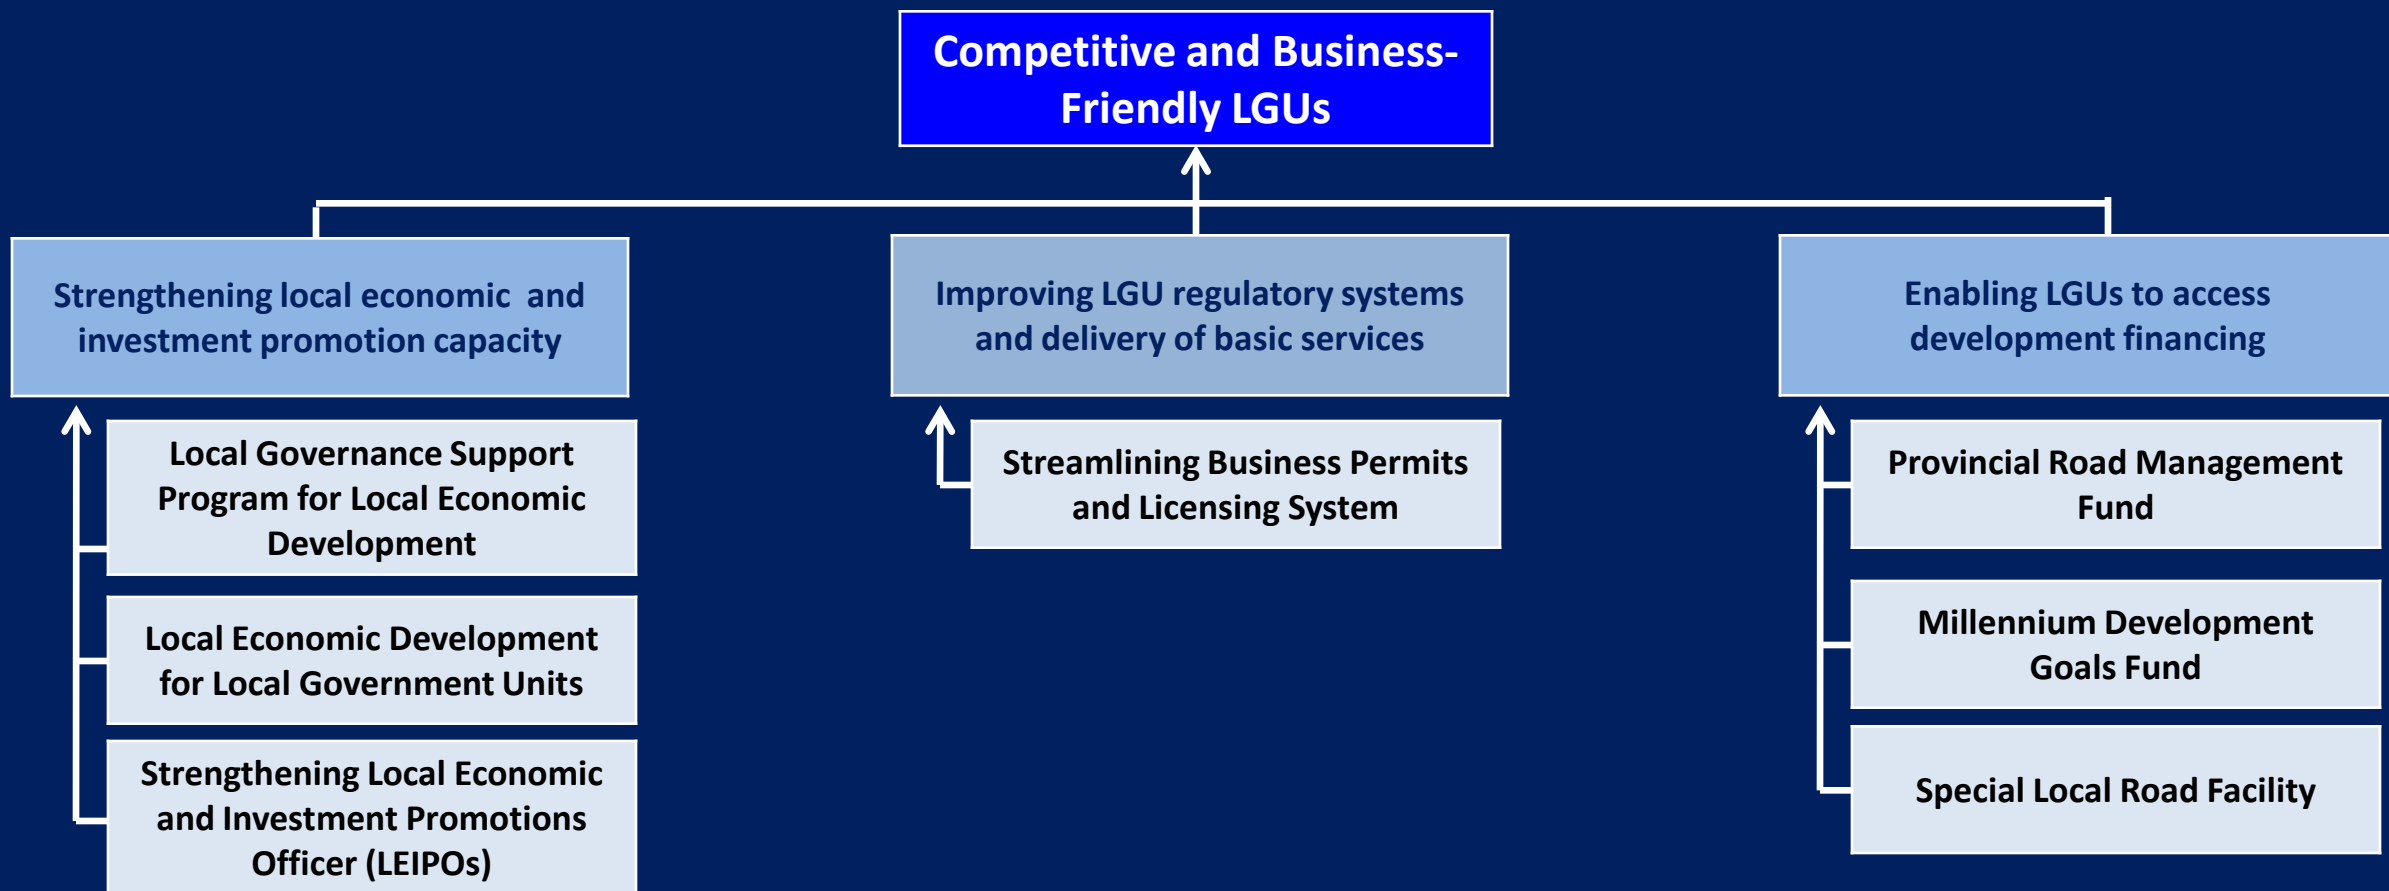 Competitive and Business-
Friendly LGUs
Strengthening local economic and
investment promotion capacity
Local Governance Support
Program for Local Economic
Development
Local Economic Development
for Local Government Units
Strengthening Local Economic
and Investment Promotions
Officer (LEIPOs)
Improving LGU regulatory systems
and delivery of basic services
Streamlining Business Permits
and Licensing System
Enabling LGUs to access
development financing
Provincial Road Management
Fund
Millennium Development
Goals Fund
Special Local Road Facility